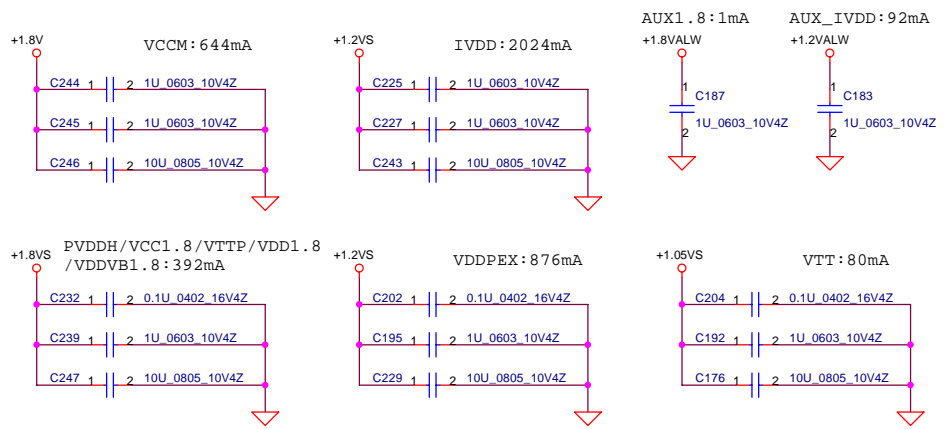 AUX1.8:1mA
AUX_IVDD:92mA
+1.8V
VCCM:644mA
+1.2VS
IVDD:2024mA
+1.8VALW
+1.2VALW
C244 1 2 1U_0603_10V4Z
C245 1 2 1U_0603_10V4Z
C246 1 2 10U_0805_10V4Z
C225 1 2 1U_0603_10V4Z
C227 1 2 1U_0603_10V4Z
C243 1 2 10U_0805_10V4Z
1
C187
1U_0603_10V4Z
2
1
C183
1U_0603_10V4Z
2
+1.8VS
PVDDH/VCC1.8/VTTP/VDD1.8
/VDDVB1.8:392mA
C232 1 2 0.1U_0402_16V4Z
C239 1 2 1U_0603_10V4Z
C247 1 2 10U_0805_10V4Z
+1.2VS
VDDPEX:876mA
C202 1 2 0.1U_0402_16V4Z
C195 1 2 1U_0603_10V4Z
C229 1 2 10U_0805_10V4Z
+1.05VS
VTT:80mA
C204 1 2 0.1U_0402_16V4Z
C192 1 2 1U_0603_10V4Z
C176 1 2 10U_0805_10V4Z